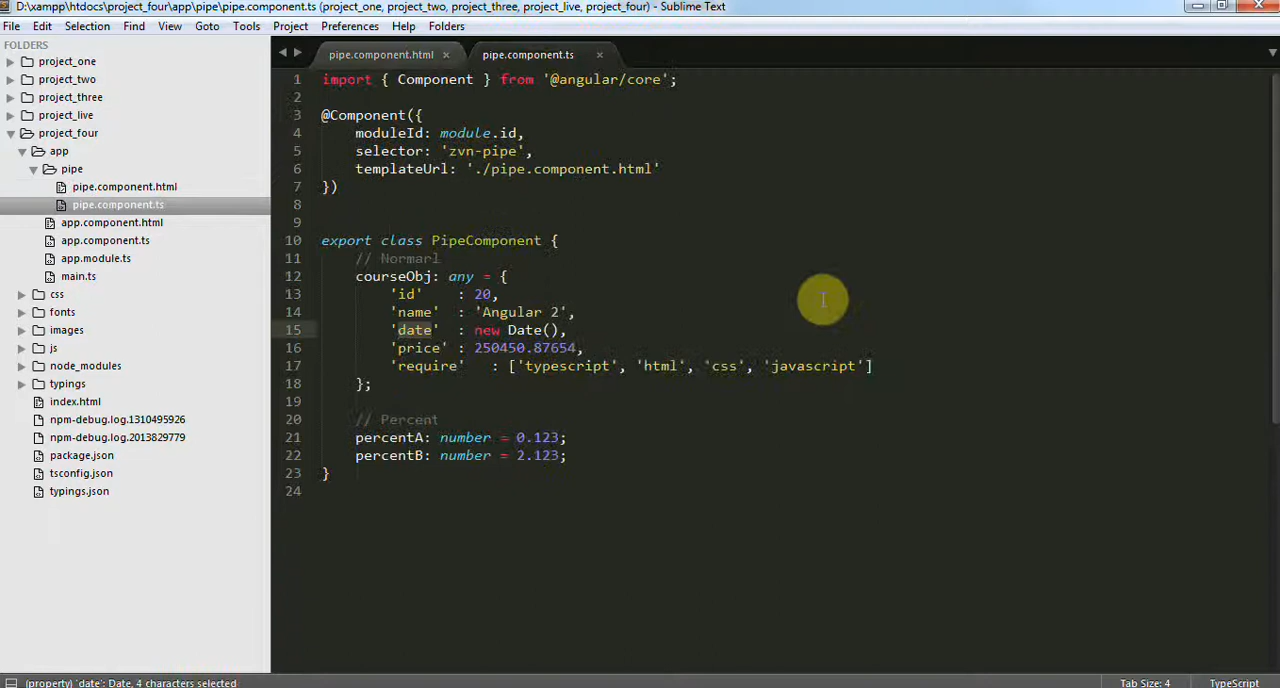 D:\xampp\htdocs\project_four\app\pipe\pipe.component.ts (project_one, project_two, project_three, project_live, project_four) - Sublime Text
File Edit Selection Find View Goto Tools Project Preferences Help Folders
FOLDERS
project_one
project_two
project_three
project_live
project_four
app
pipe
pipe.component.html
pipe.component.ts
app.component.html
app.component.ts
app.module.ts
main.ts
css
fonts
images
js
node_modules
typings
index.html
npm-debug.log.1310495926
npm-debug.log.2013829779
package.json
tsconfig.json
typings.json
pipe.component.html × pipe.component.ts ×
1 import { Component } from '@angular/core';
2
3 @Component({
4 moduleId: module.id,
5 selector: 'zvn-pipe',
6 templateUrl: './pipe.component.html'
7 })
8
9
10 export class PipeComponent {
11 // Normarl
12 courseObj: any = {
13 'id' : 20,
14 'name' : 'Angular 2',
15 'date' : new Date(),
16 'price' : 250450.87654,
17 'require' : ['typescript', 'html', 'css', 'javascript']
18 };
19
20 // Percent
21 percentA: number = 0.123;
22 percentB: number = 2.123;
23 }
24
(property) `date`: Date, 4 characters selected Tab Size: 4 TypeScript